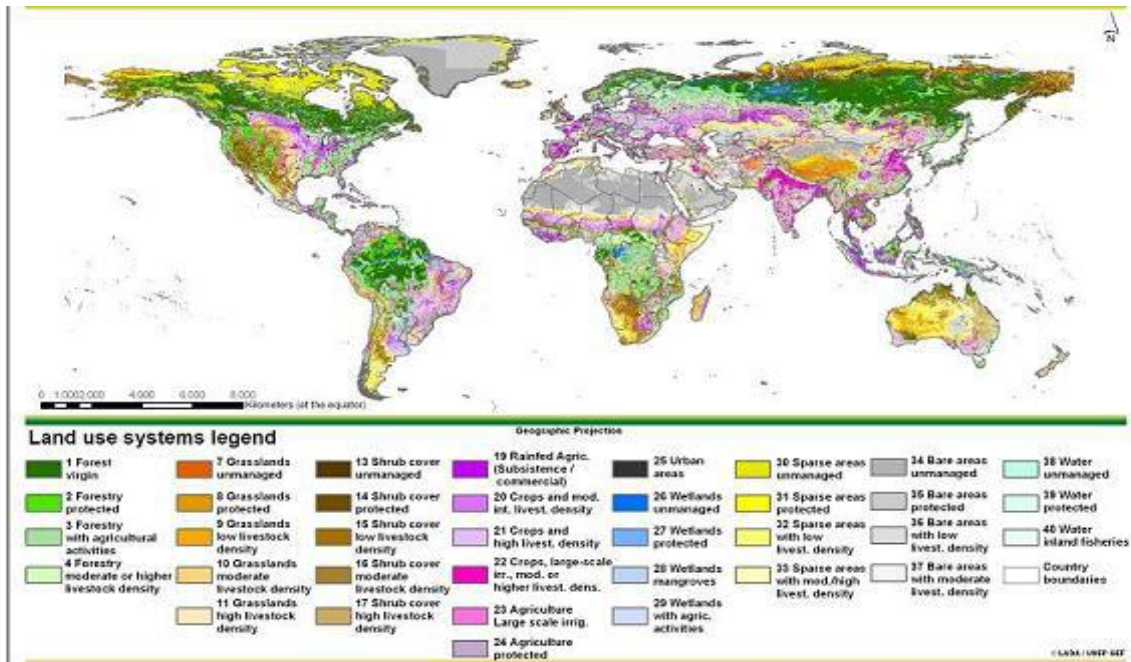 N
0 1 0002 000 4 000 6 000 8 000
Kilometers (at the equator)
Geographic Projection
Land use systems legend
1 Forest
virgin
2 Forestry
protected
3 Forestry
with agricultural
activities
4 Forestry
moderate or higher
livestock density
7 Grasslands
unmanaged
8 Grasslands
protected
9 Grasslands
low livestock
density
10 Grasslands
moderate
livestock density
11 Grasslands
high livestock
density
13 Shrub cover
unmanaged
14 Shrub cover
protected
15 Shrub cover
low livestock
density
16 Shrub cover
moderate
livestock density
17 Shrub cover
high livestock
density
19 Rainfed Agric.
(Subsistence /
commercial)
20 Crops and mod.
int. livest. density
21 Crops and
high livest. density
22 Crops, large-scale
irr., mod. or
higher livest. dens.
23 Agriculture
Large scale irrig.
24 Agriculture
protected
25 Urban
areas
26 Wetlands
unmanaged
27 Wetlands
protected
28 Wetlands
mangroves
29 Wetlands
with agric.
activities
30 Sparse areas
unmanaged
31 Sparse areas
protected
32 Sparse areas
with low
livest. density
33 Sparse areas
with mod./high
livest. density
34 Bare areas
unmanaged
35 Bare areas
protected
36 Bare areas
with low
livest. density
37 Bare areas
with moderate
livest. density
38 Water
unmanaged
39 Water
protected
40 Water
inland fisheries
Country
boundaries
© LADA / UNEP GEF